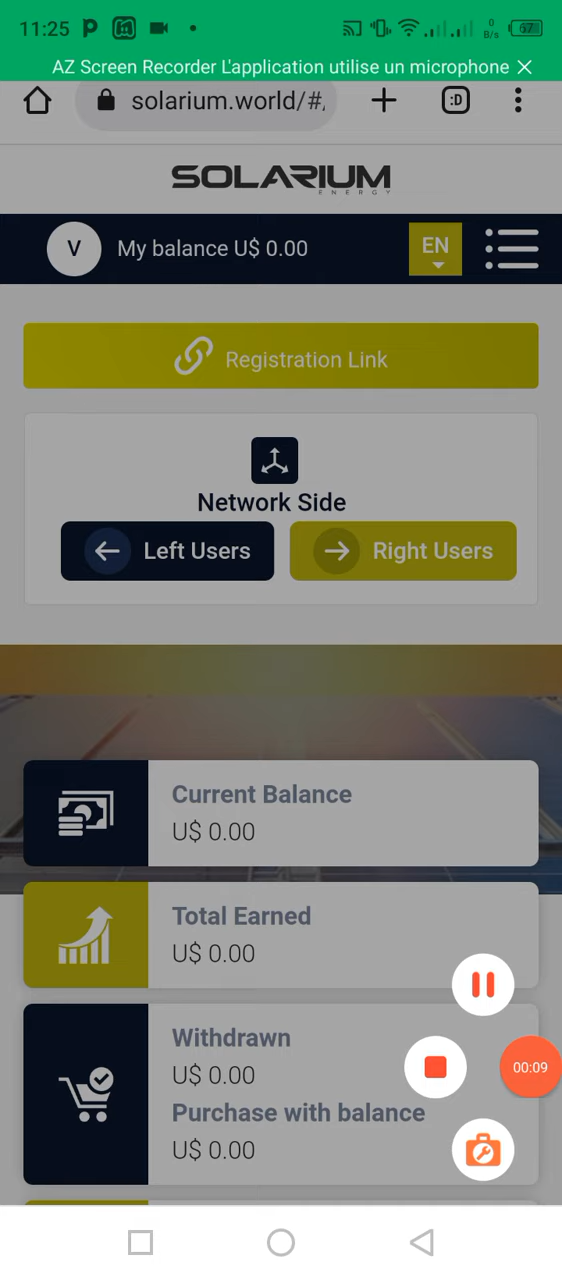 11:25
0
B/s
67
AZ Screen Recorder L'application utilise un microphone
solarium.world/#,
:D
SOLARIUM
ENERGY
V My balance U$ 0.00 EN
Registration Link
Network Side
Left Users
Right Users
Current Balance
U$ 0.00
Total Earned
U$ 0.00
Withdrawn
U$ 0.00
00:09
Purchase with balance
U$ 0.00